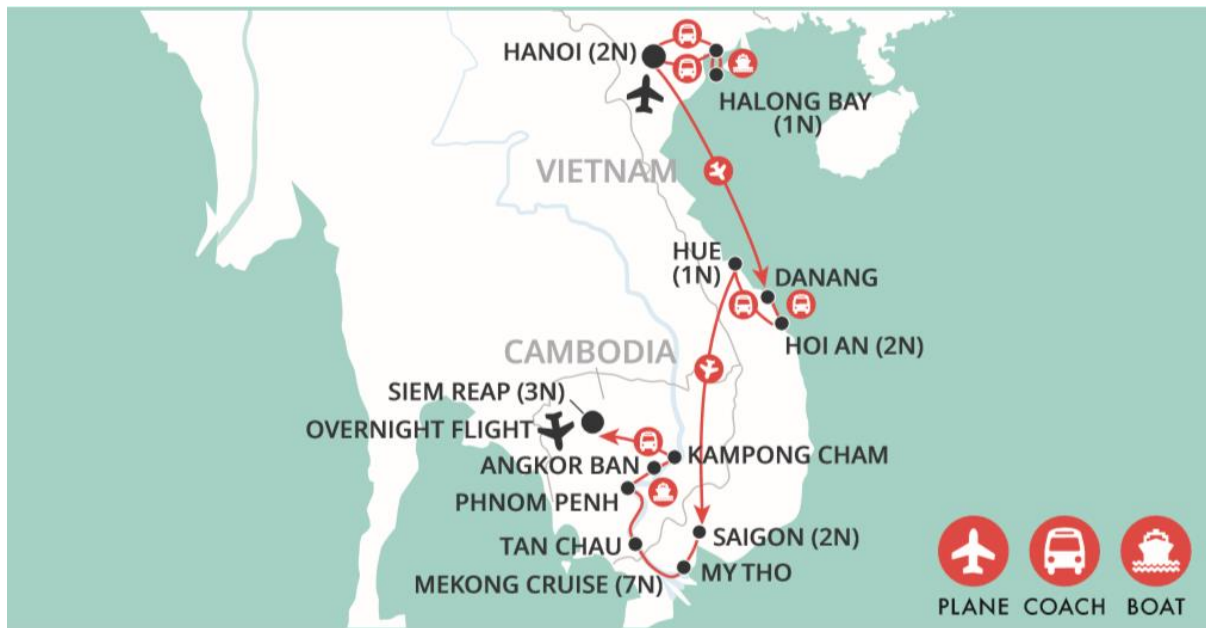 HANOI (2N)
HALONG BAY
(1N)
VIETNAM
HUE
(1N)
DANANG
HOI AN (2N)
CAMBODIA
SIEM REAP (3N)
OVERNIGHT FLIGHT
KAMPONG CHAM
ANGKOR BAN
PHNOM PENH
SAIGON (2N)
TAN CHAU
MY THO
MEKONG CRUISE (7N)
PLANE COACH BOAT